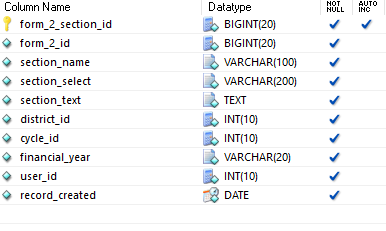 Column Name Datatype NOT NULL AUTO INC
form_2_section_id BIGINT(20)
form_2_id BIGINT(20)
section_name VARCHAR(100)
section_select VARCHAR(200)
section_text TEXT
district_id INT(10)
cycle_id INT(10)
financial_year VARCHAR(20)
user_id INT(10)
record_created DATE